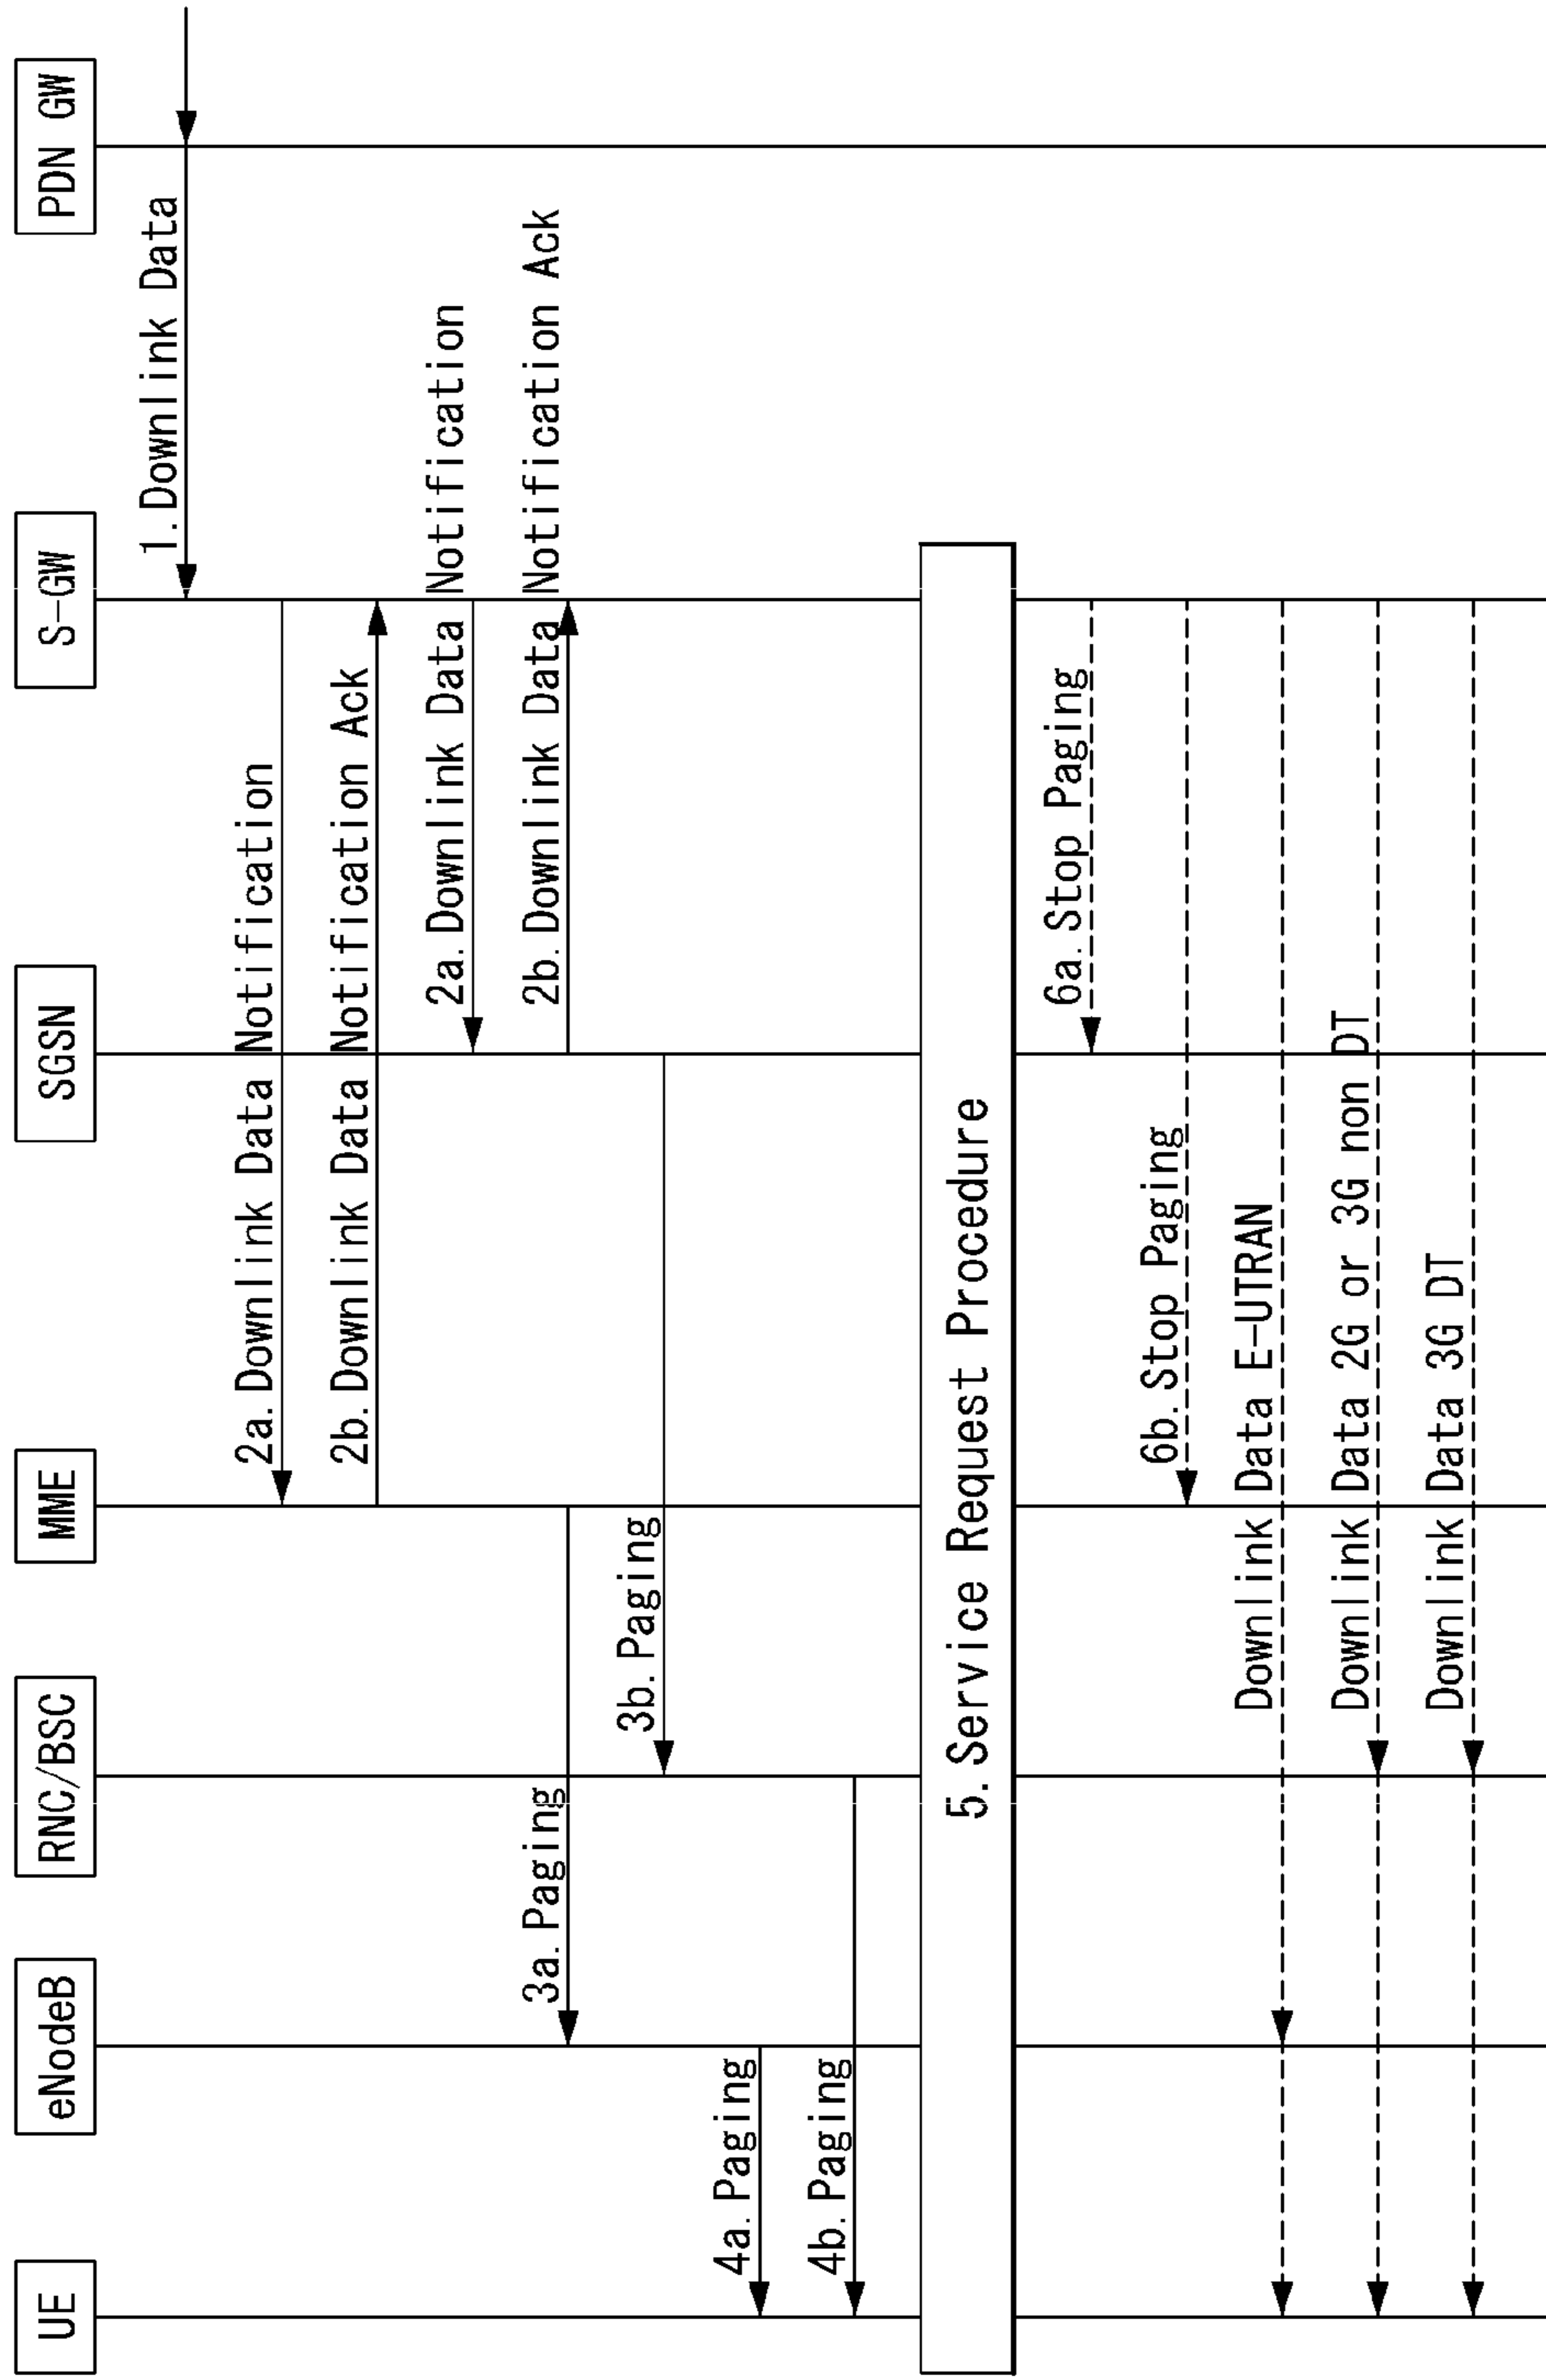 UE
eNodeB
RNC/BSC
MME
SGSN
S-GW
PDN GW
1.Downlink Data
2a.Downlink Data Notification
2b.Downlink Data Notification Ack
2a.Downlink Data Notification
2b.Downlink Data Notification Ack
3a.Paging
3b.Paging
4a.Paging
4b.Paging
5.Service Request Procedure
6a.Stop Paging
6b.Stop Paging
Downlink Data E-UTRAN
Downlink Data 2G or 3G non DT
Downlink Data 3G DT